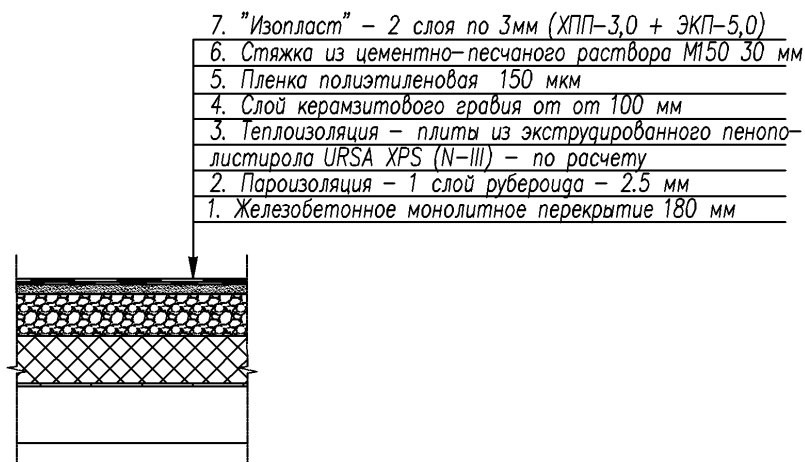 7. "Изопласт" – 2 слоя по 3мм (ХПП–3,0 + ЭКП–5,0)
6. Стяжка из цементно–песчаного раствора М150 30 мм
5. Пленка полиэтиленовая 150 мкм
4. Слой керамзитового гравия от от 100 мм
3. Теплоизоляция – плиты из экструдированного пенопо–
листирола URSA XPS (N–III) – по расчету
2. Пароизоляция – 1 слой рубероида – 2.5 мм
1. Железобетонное монолитное перекрытие 180 мм